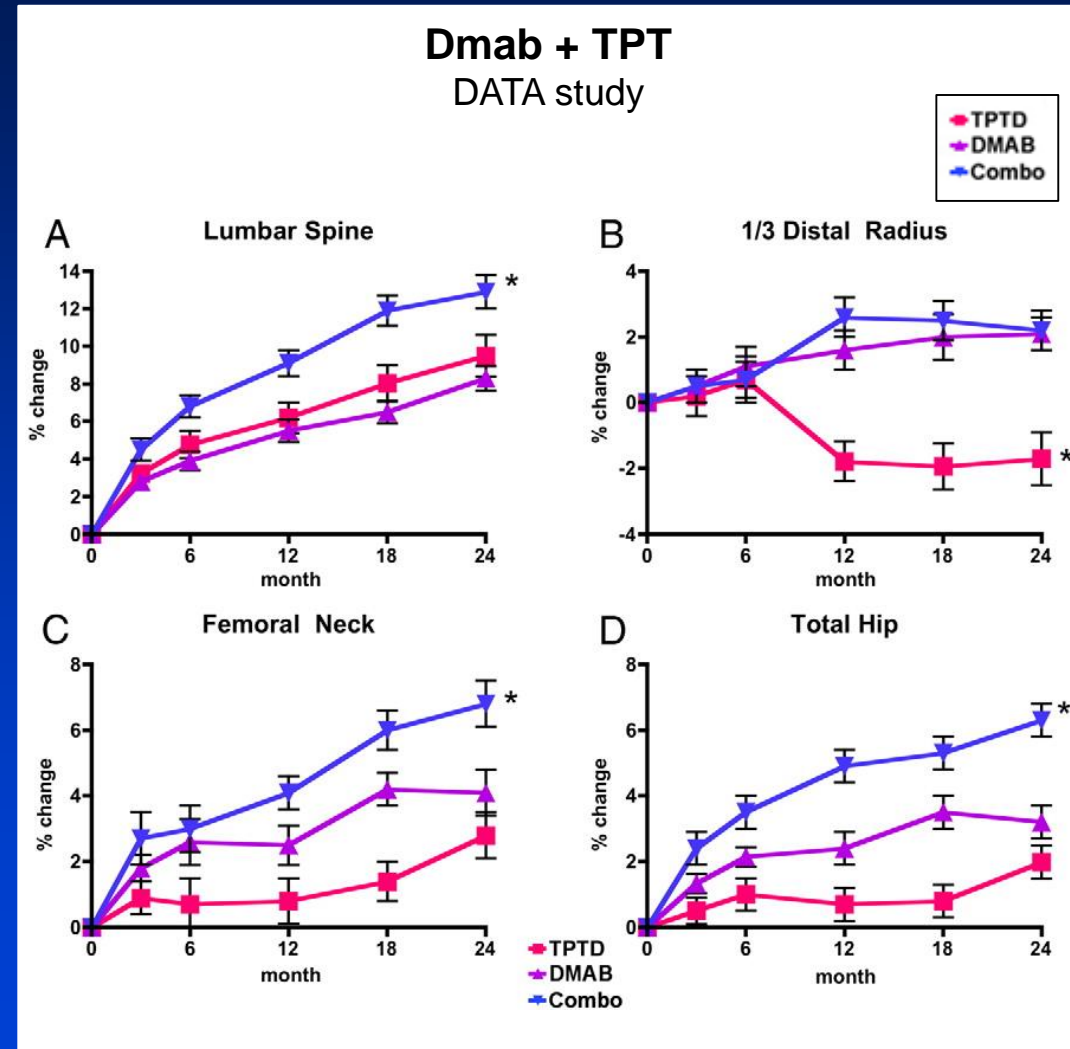 Dmab + TPT
DATA study
TPTD
DMAB
Combo
A
Lumbar Spine
14
12
10
8
6
4
2
0
% change
*
0 6 12 18 24
month
B
1/3 Distal Radius
4
2
0
-2
-4
% change
*
0 6 12 18 24
month
C
Femoral Neck
8
6
4
2
0
% change
*
0 6 12 18 24
month
TPTD
DMAB
Combo
D
Total Hip
8
6
4
2
0
% change
*
0 6 12 18 24
month